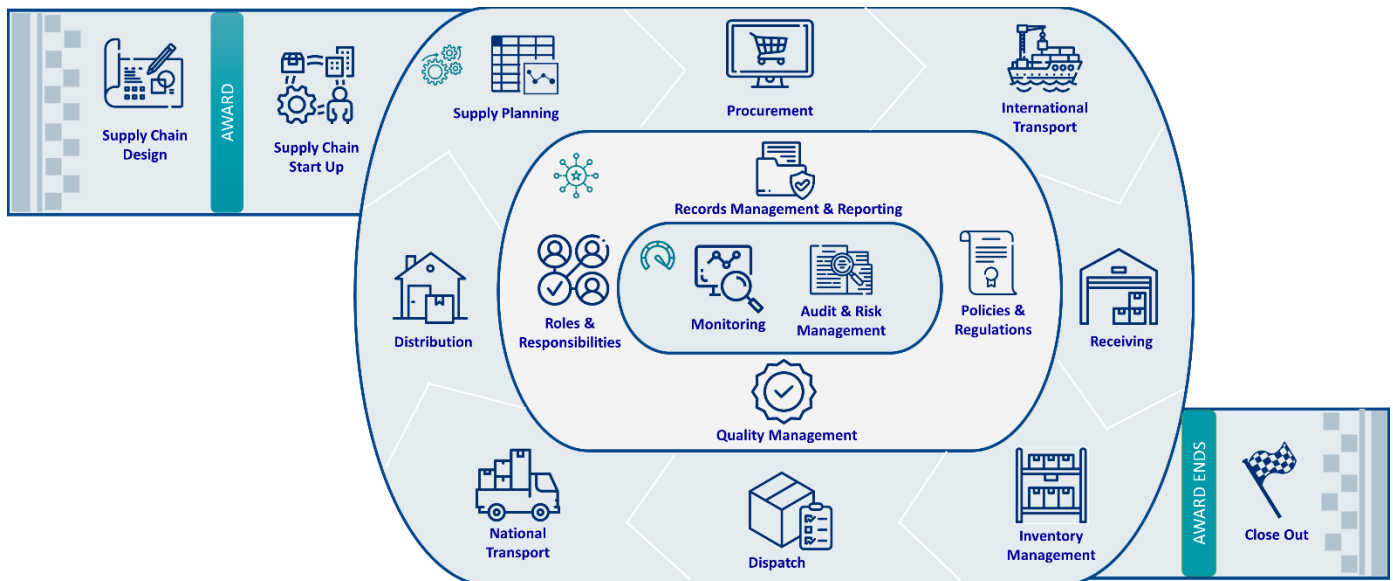 Supply Chain
Design
AWARD
Supply Chain
Start Up
Supply Planning
Procurement
International
Transport
Records Management & Reporting
Roles &
Responsibilities
Monitoring
Audit & Risk
Management
Policies &
Regulations
Quality Management
Distribution
Receiving
National
Transport
Dispatch
Inventory
Management
AWARD ENDS
Close Out